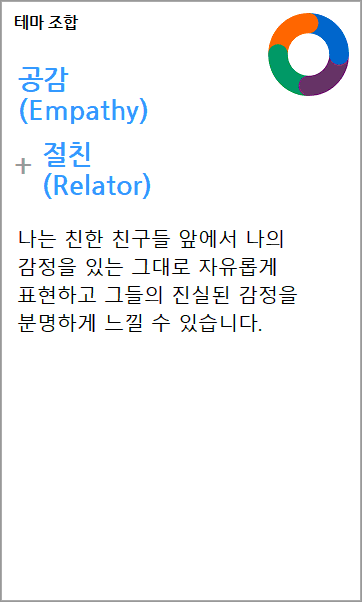 테마 조합
공감
(Empathy)
+ 절친
(Relator)
나는 친한 친구들 앞에서 나의
감정을 있는 그대로 자유롭게
표현하고 그들의 진실된 감정을
분명하게 느낄 수 있습니다.